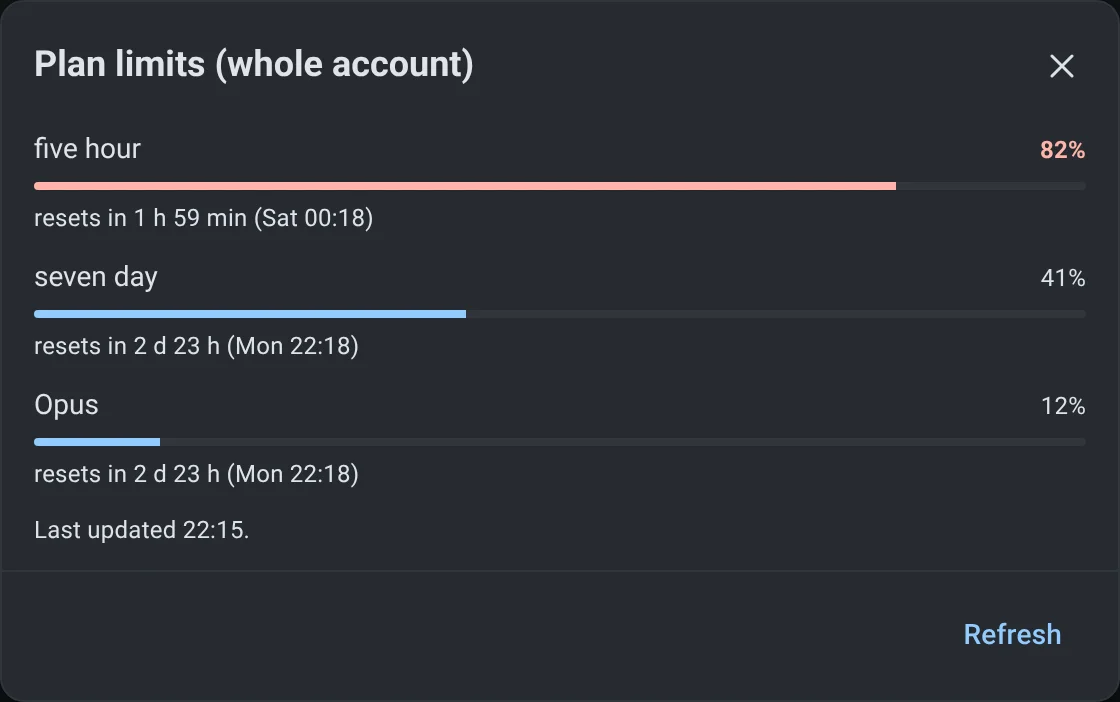 Plan limits (whole account)
five hour
82%
resets in 1 h 59 min (Sat 00:18)
seven day
41%
resets in 2 d 23 h (Mon 22:18)
Opus
12%
resets in 2 d 23 h (Mon 22:18)
Last updated 22:15.
Refresh